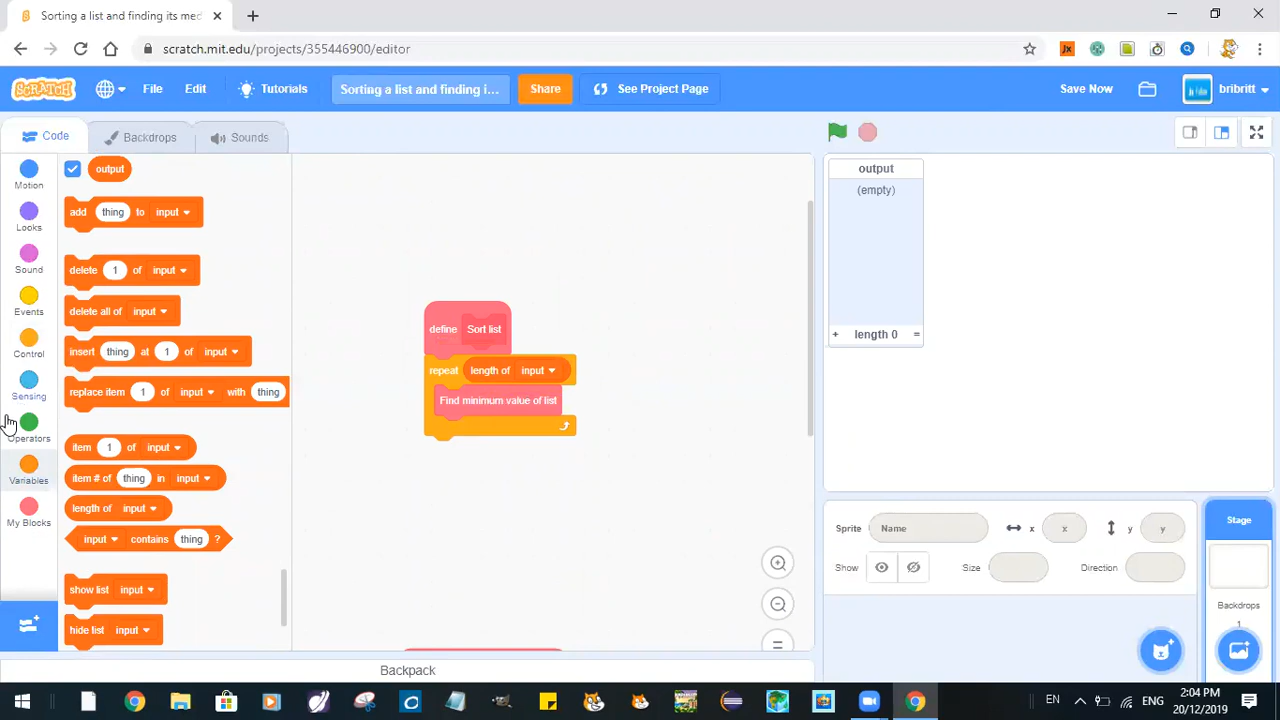 Sorting a list and finding its med
scratch.mit.edu/projects/355446900/editor
Jx
SCRATCH
File
Edit
Tutorials
Sorting a list and finding i...
Share
See Project Page
Save Now
bribritt
Code
Backdrops
Sounds
Motion
Looks
Sound
Events
Control
Sensing
Operators
Variables
My Blocks
output
add thing to input
delete 1 of input
delete all of input
insert thing at 1 of input
replace item 1 of input with thing
item 1 of input
item # of thing in input
length of input
input contains thing ?
show list input
hide list input
define Sort list
repeat length of input
Find minimum value of list
output
(empty)
+ length 0 =
Sprite Name x x y y
Show Size Direction
Stage
Backdrops
1
Backpack
EN
ENG
2:04 PM
20/12/2019